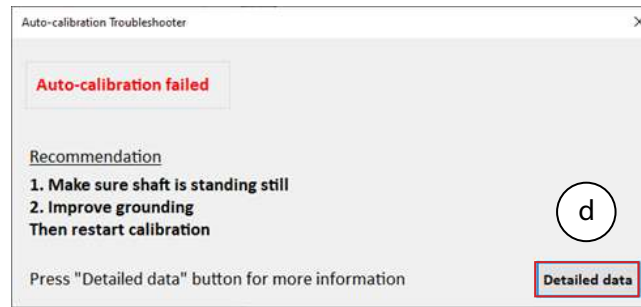 Auto-calibration Troubleshooter
Auto-calibration failed
Recommendation
1. Make sure shaft is standing still
2. Improve grounding
Then restart calibration
d
Press "Detailed data" button for more information
Detailed data